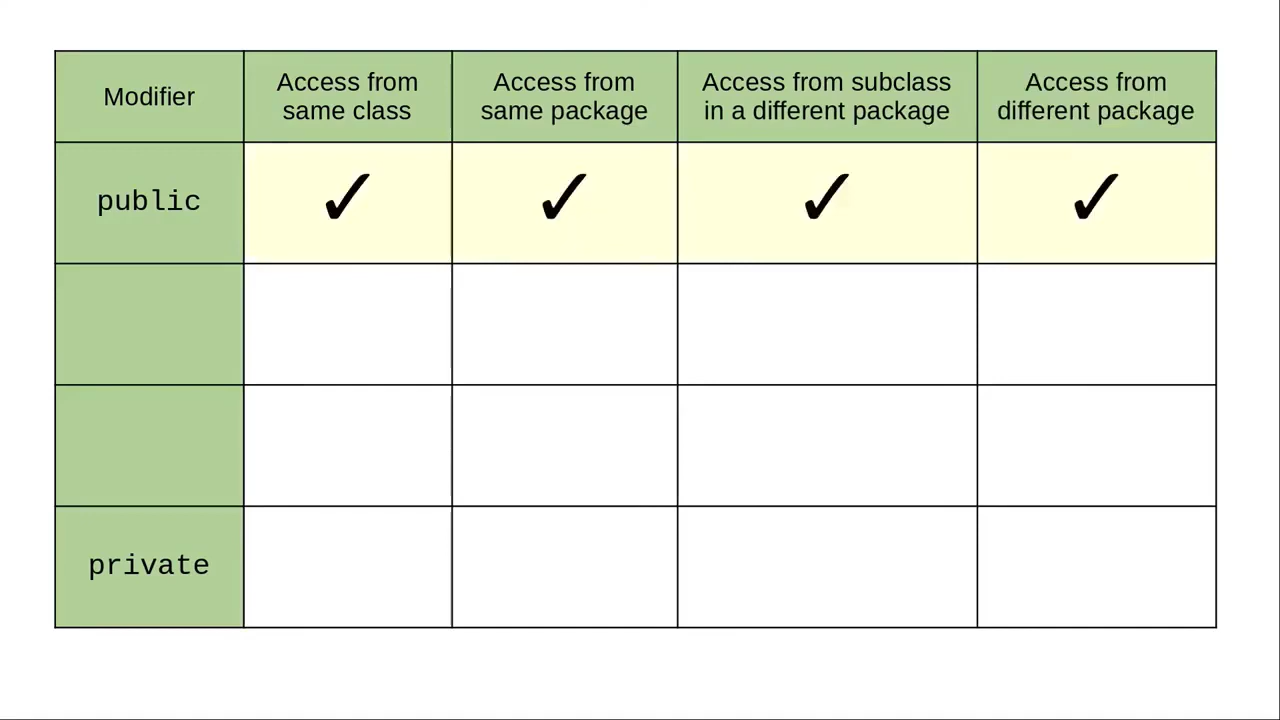 Modifier
Access from
same class
Access from
same package
Access from subclass
in a different package
Access from
different package
public
✓ ✓ ✓ ✓
private